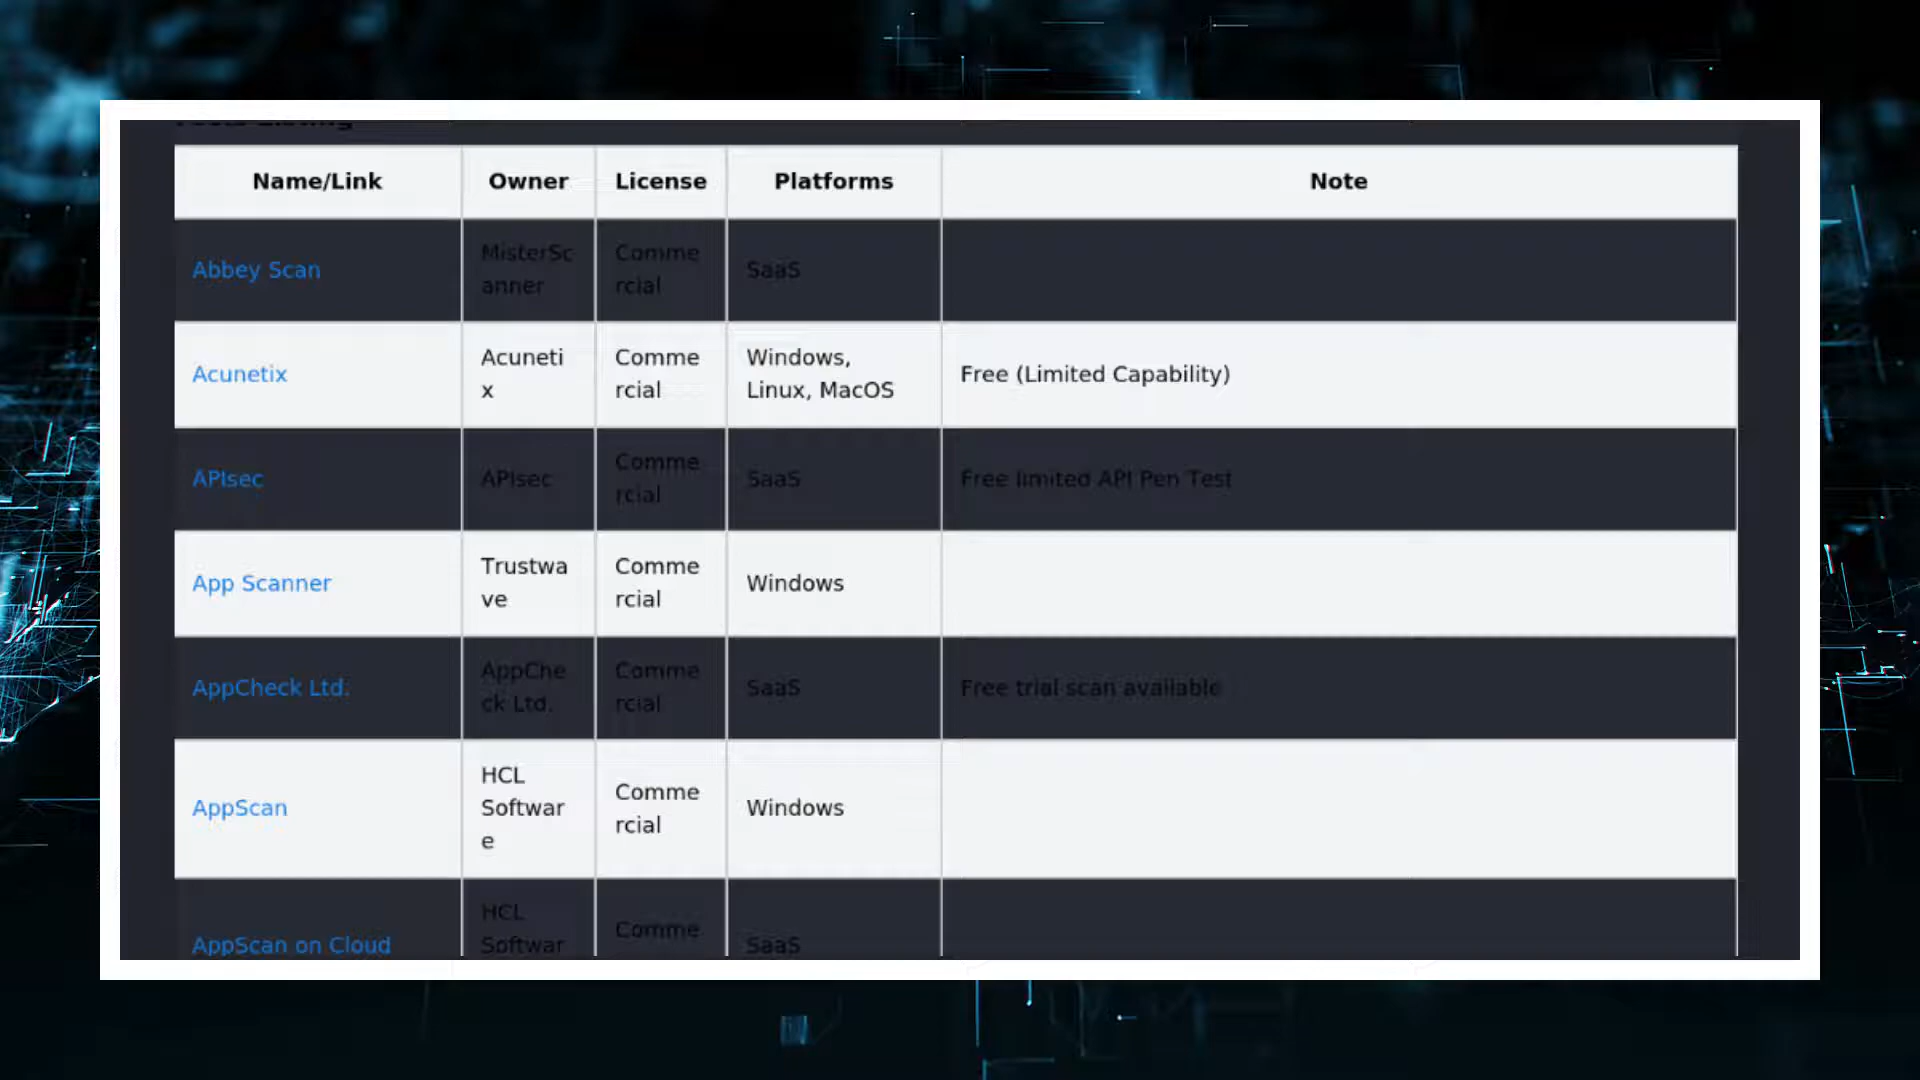 Name/Link Owner License Platforms Note
Abbey Scan MisterSc Comme SaaS
anner rcial
Acunetix Acuneti Comme Windows, Free (Limited Capability)
x rcial Linux, MacOS
APIsec APIsec Comme SaaS Free limited API Pen Test
rcial
App Scanner Trustwa Comme Windows
ve rcial
AppCheck Ltd. AppChe Comme SaaS Free trial scan available
ck Ltd. rcial
AppScan HCL Comme Windows
Softwar rcial
e
AppScan on Cloud HCL Comme SaaS
Softwar